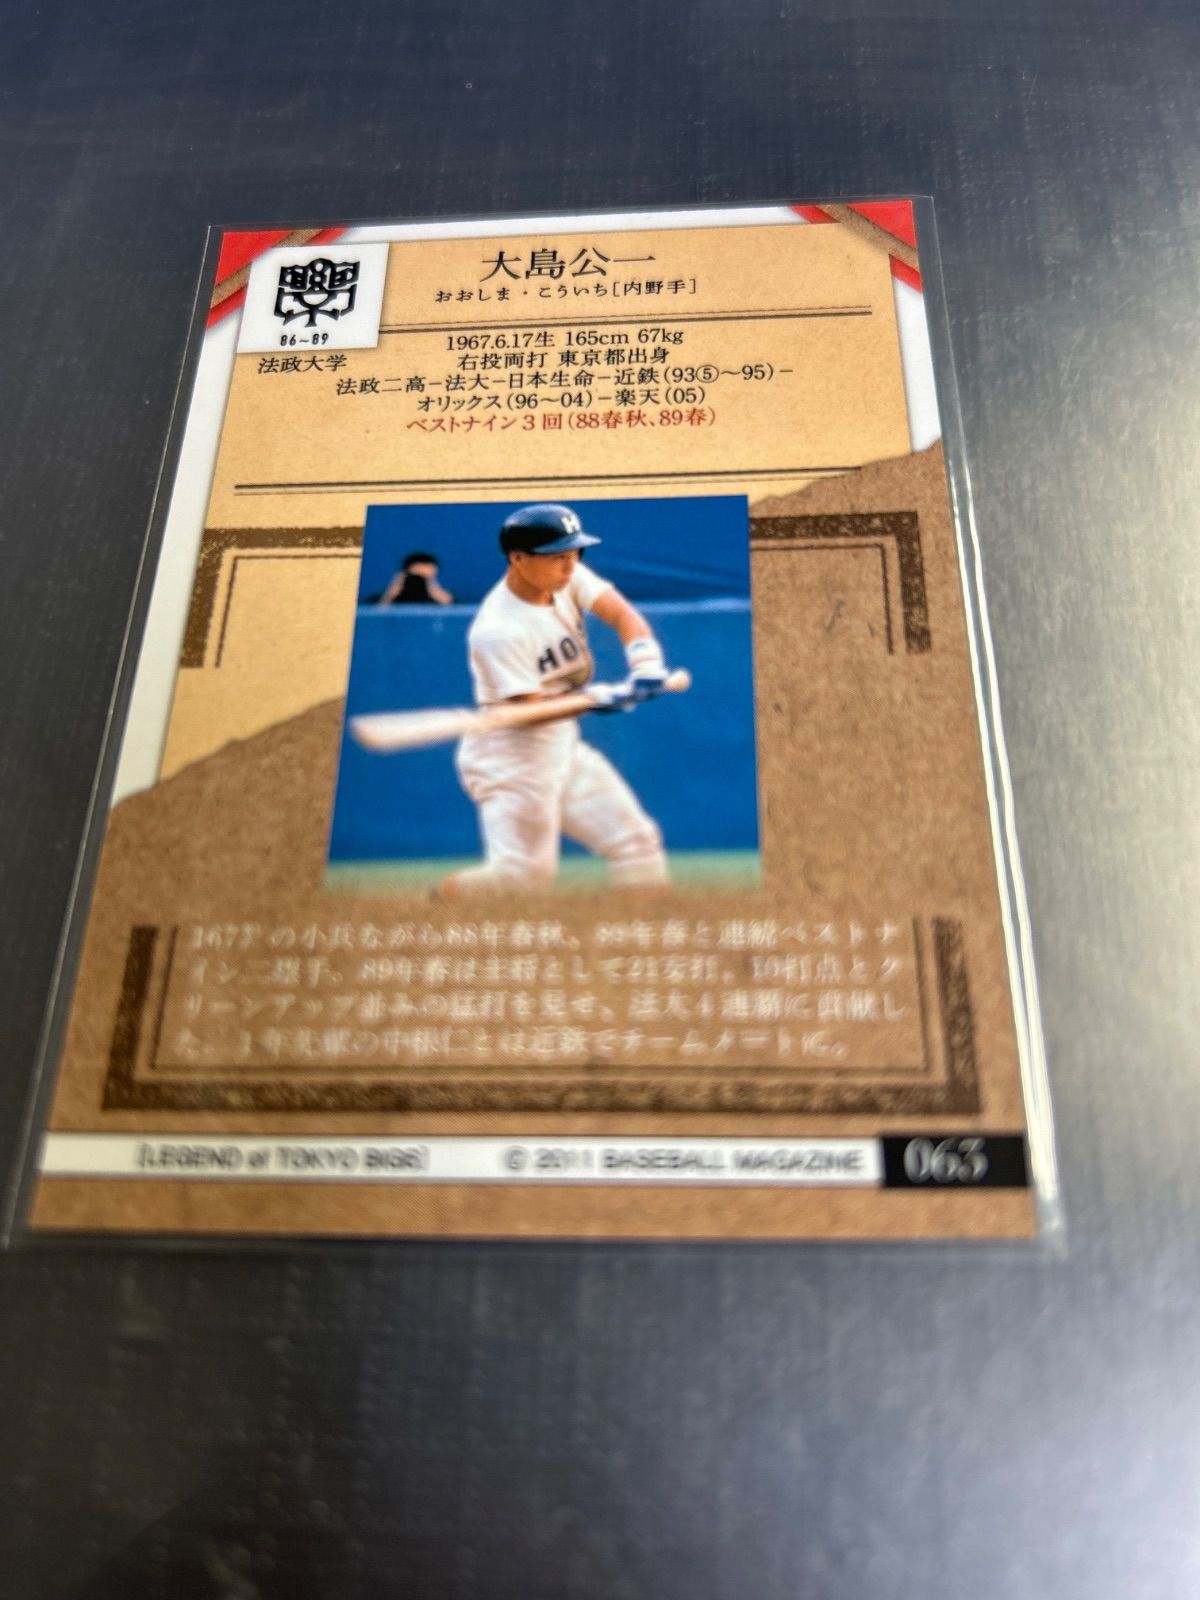 大島公一
おおしま・こういち[内野手]
86~89
法政大学
1967.6.17生 165cm 67kg
右投両打 東京都出身
法政二高−法大−日本生命−近鉄(93⑤〜95)−
オリックス(96〜04)−楽天(05)
ベストナイン3回(88春秋、89春)
H
HO
の小兵ながら88年春秋、89年春と連続ベストナ
イン二塁手。89年春は主将として21安打、10打点とク
リーンアップ並みの猛打を見せ、法大4連覇に貢献し
た。1年先輩の中根仁とは近鉄でチームメートに。
[LEGEND of TOKYO BIG6]
© 2011 BASEBALL MAGAZINE
063